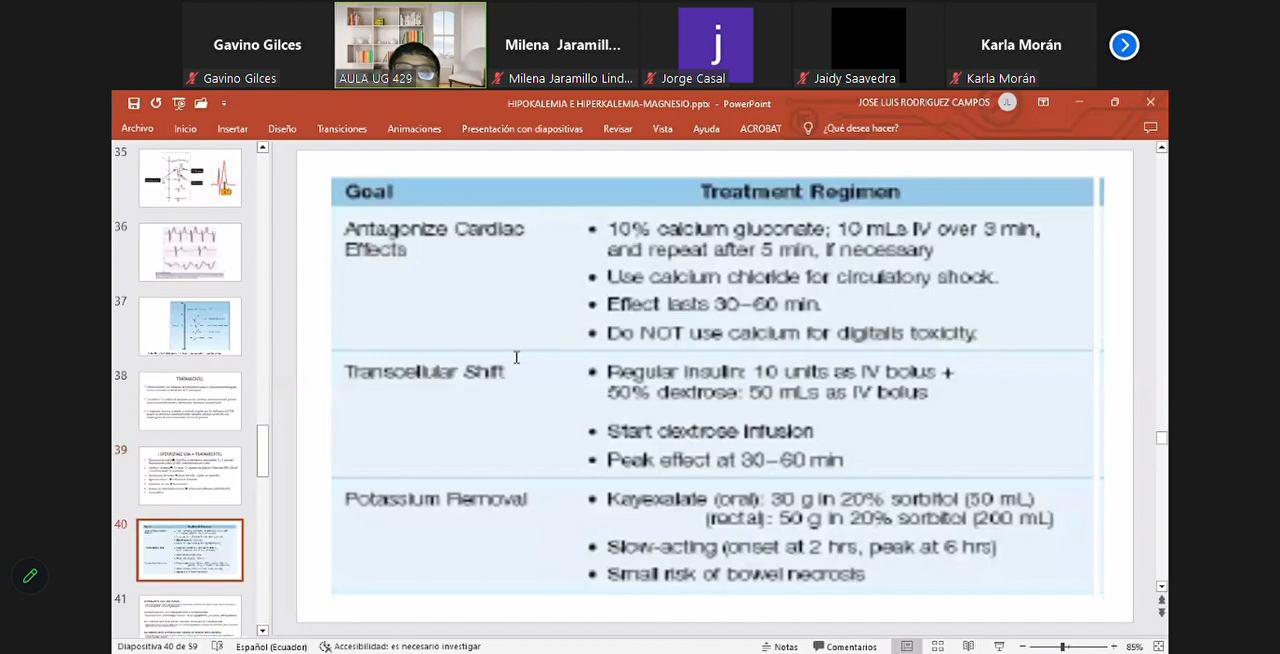 Gavino Gilces
Milena Jaramill...
j
Karla Morán
Gavino Gilces
AULA UG 429
Milena Jaramillo Lind...
Jorge Casal
Jaidy Saavedra
Karla Morán
HIPOKALEMIA E HIPERKALEMIA-MAGNESIO.pptx - PowerPoint
JOSE LUIS RODRIGUEZ CAMPOS
JL
Archivo
Inicio
Insertar
Diseño
Transiciones
Animaciones
Presentación con diapositivas
Revisar
Vista
Ayuda
ACROBAT
¿Qué desea hacer?
35
36
37
38
TRATAMIENTO.
39
40
41
Goal
Treatment Regimen
Antagonize Cardiac
Effects
• 10% calcium gluconate; 10 mLs IV over 3 min,
and repeat after 5 min, if necessary
• Use calcium chloride for circulatory shock.
• Effect lasts 30–60 min.
• Do NOT use calcium for digitalis toxicity.
Transcellular Shift
• Regular insulin: 10 units as IV bolus +
50% dextrose: 50 mLs as IV bolus
• Start dextrose infusion
• Peak effect at 30–60 min
Potassium Removal
• Kayexalate (oral): 30 g in 20% sorbitol (50 mL)
(rectal): 50 g in 20% sorbitol (200 mL)
• Slow-acting (onset at 2 hrs, peak at 6 hrs)
• Small risk of bowel necrosis
Diapositiva 40 de 59
Español (Ecuador)
Accesibilidad: es necesario investigar
Notas
Comentarios
85%